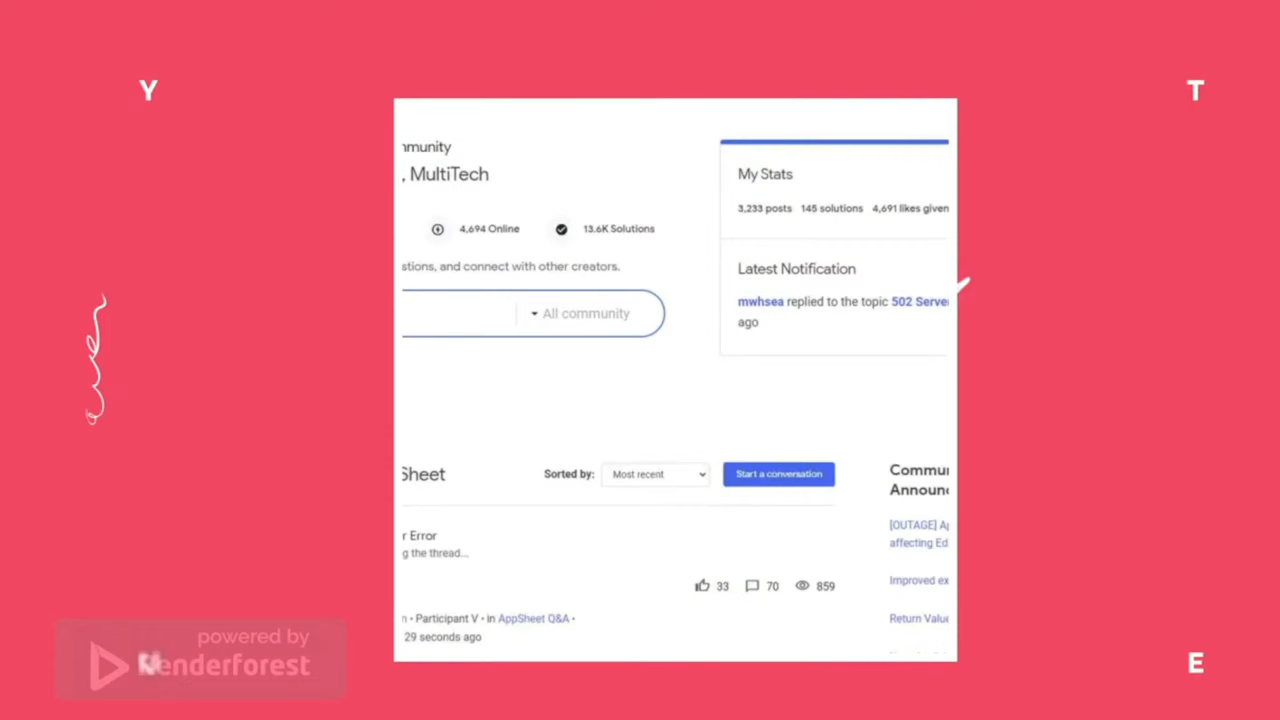 Y
T
mmunity
, MultiTech
My Stats
3,233 posts 145 solutions 4,691 likes given
4,694 Online
13.6K Solutions
stions, and connect with other creators.
Latest Notification
All community
mwhsea replied to the topic 502 Server
ago
Sheet
Sorted by:
Most recent
Start a conversation
Commun
Announc
r Error
g the thread...
[OUTAGE] Ap
affecting Ed
Improved ex
33
70
859
n • Participant V • in AppSheet Q&A •
29 seconds ago
Return Value
powered by
Renderforest
E